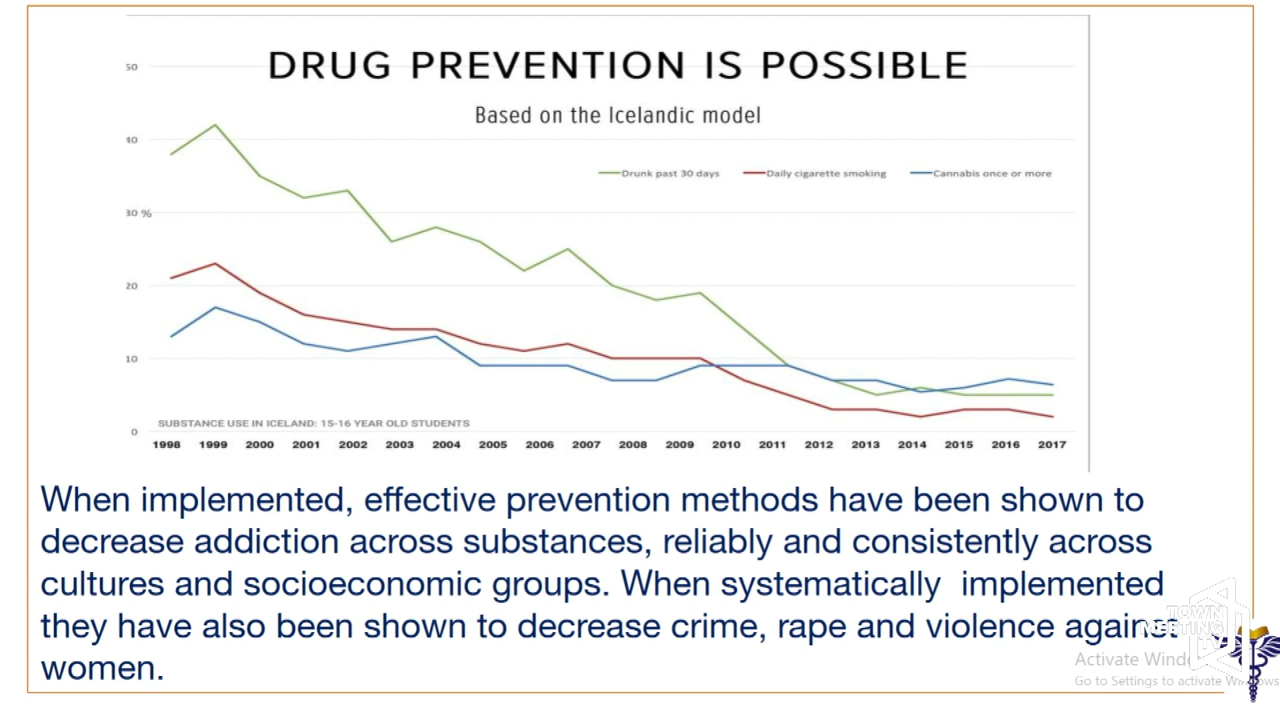 DRUG PREVENTION IS POSSIBLE
Based on the Icelandic model
50
40
30 %
20
10
0
Drunk past 30 days Daily cigarette smoking Cannabis once or more
SUBSTANCE USE IN ICELAND: 15-16 YEAR OLD STUDENTS
1998 1999 2000 2001 2002 2003 2004 2005 2006 2007 2008 2009 2010 2011 2012 2013 2014 2015 2016 2017
When implemented, effective prevention methods have been shown to
decrease addiction across substances, reliably and consistently across
cultures and socioeconomic groups. When systematically implemented
they have also been shown to decrease crime, rape and violence against
women.
TOWN
MEETING
TV
Activate Windows
Go to Settings to activate Windows